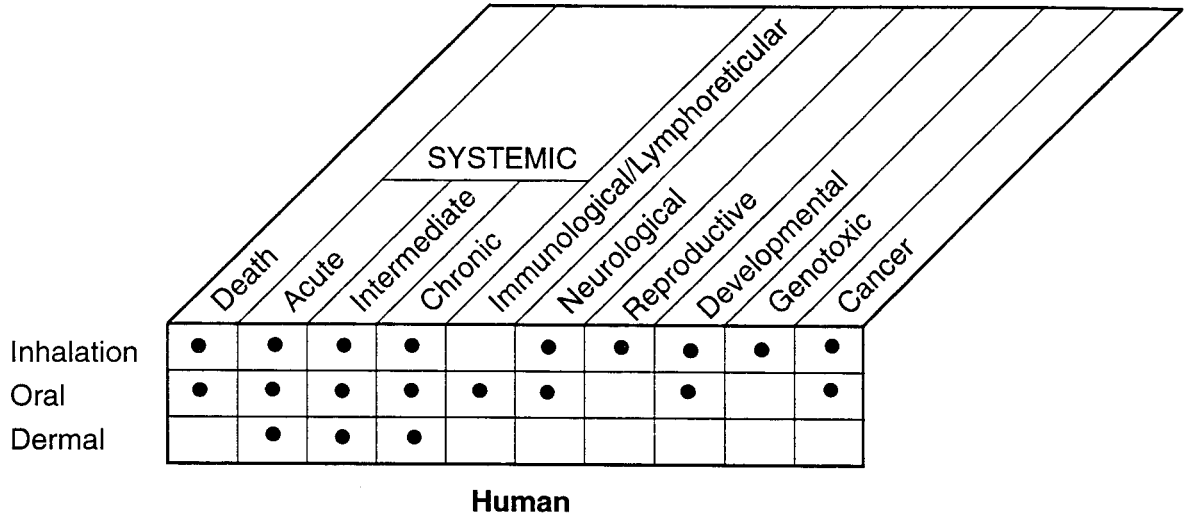 SYSTEMIC
Death
Acute
Intermediate
Chronic
Immunological/Lymphoreticular
Neurological
Reproductive
Developmental
Genotoxic
Cancer
Inhalation
Oral
Dermal
Human